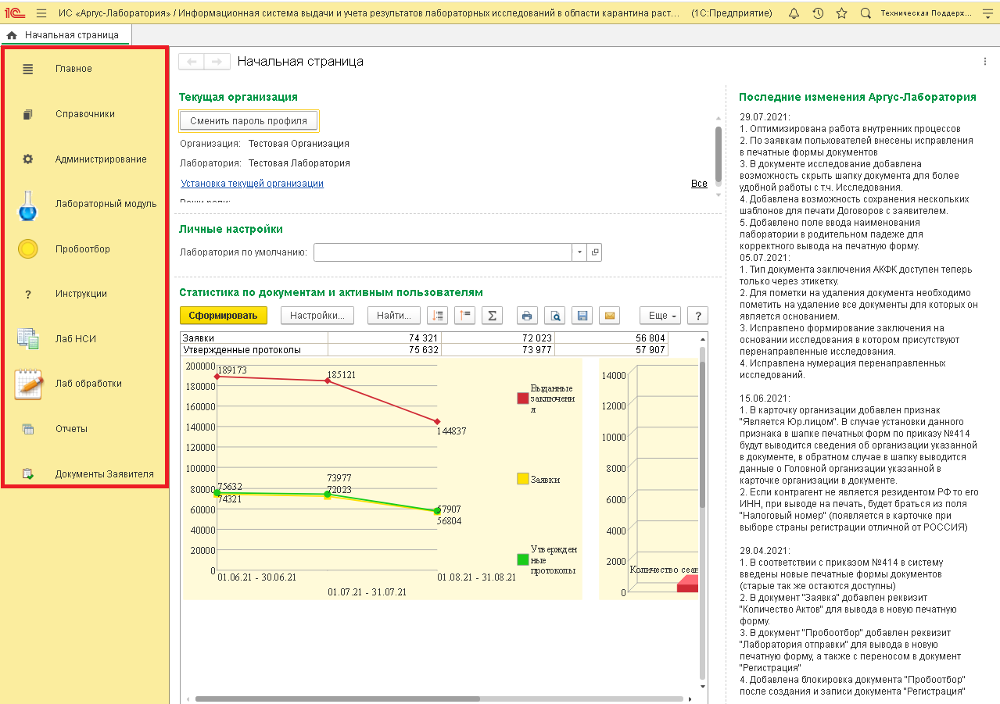 1С ИС «Аргус-Лаборатория» / Информационная система выдачи и учета результатов лабораторных исследований в области карантина раст... (1С:Предприятие) Техническая Поддерж...
Начальная страница
Главное
Справочники
Администрирование
Лабораторный модуль
Пробоотбор
? Инструкции
Лаб НСИ
Лаб обработки
Отчеты
Документы Заявителя
Начальная страница
Текущая организация
Сменить пароль профиля
Организация: Тестовая Организация
Лаборатория: Тестовая Лаборатория
Установка текущей организации Все
Личные настройки
Лаборатория по умолчанию:
Статистика по документам и активным пользователям
Сформировать Настройки... Найти... Σ Еще ?
Заявки 74 321 72 023 56 804
Утвержденные протоколы 75 632 73 977 57 907
200000
180000
160000
140000
120000
100000
80000
60000
40000
20000
0
189173
185121
144837
75632
74321
73977
72023
57907
56804
01.06.21 - 30.06.21
01.07.21 - 31.07.21
01.08.21 - 31.08.21
Выданные
заключени
я
Заявки
Утвержден
ные
протоколы
14000
12000
10000
8000
6000
4000
2000
0
Количество сеан
Последние изменения Аргус-Лаборатория
29.07.2021:
1. Оптимизирована работа внутренних процессов
2. По заявкам пользователей внесены исправления
в печатные формы документов
3. В документе исследование добавлена
возможность скрыть шапку документа для более
удобной работы с т.ч. Исследования.
4. Добавлена возможность сохранения нескольких
шаблонов для печати Договоров с заявителем.
5. Добавлено поле ввода наименования
лаборатории в родительном падеже для
корректного вывода на печатную форму.
05.07.2021:
1. Тип документа заключения АКФК доступен теперь
только через этикетку.
2. Для пометки на удаления документа необходимо
пометить на удаление все документы для которых он
является основанием.
3. Исправлено формирование заключения на
основании исследования в котором присутствуют
перенаправленные исследования.
4. Исправлена нумерация перенаправленных
исследований.
15.06.2021:
1. В карточку организации добавлен признак
"Является Юр.лицом". В случае установки данного
признака в шапке печатных форм по приказу №414
будут выводится сведения об организации указанной
в документе, в обратном случае в шапку выводится
данные о Головной организации указанной в
карточке организации в документе.
2. Если контрагент не является резидентом РФ то его
ИНН, при выводе на печать, будет браться из поля
"Налоговый номер" (появляется в карточке при
выборе страны регистрации отличной от РОССИЯ)
29.04.2021:
1. В соответствии с приказом №414 в систему
введены новые печатные формы документов
(старые так же остаются доступны)
2. В документ "Заявка" добавлен реквизит
"Количество Актов" для вывода в новую печатную
форму.
3. В документ "Пробоотбор" добавлен реквизит
"Лаборатория отправки" для вывода в новую
печатную форму, а также с переносом в документ
"Регистрация"
4. Добавлена блокировка документа "Пробоотбор"
после создания и записи документа "Регистрация"